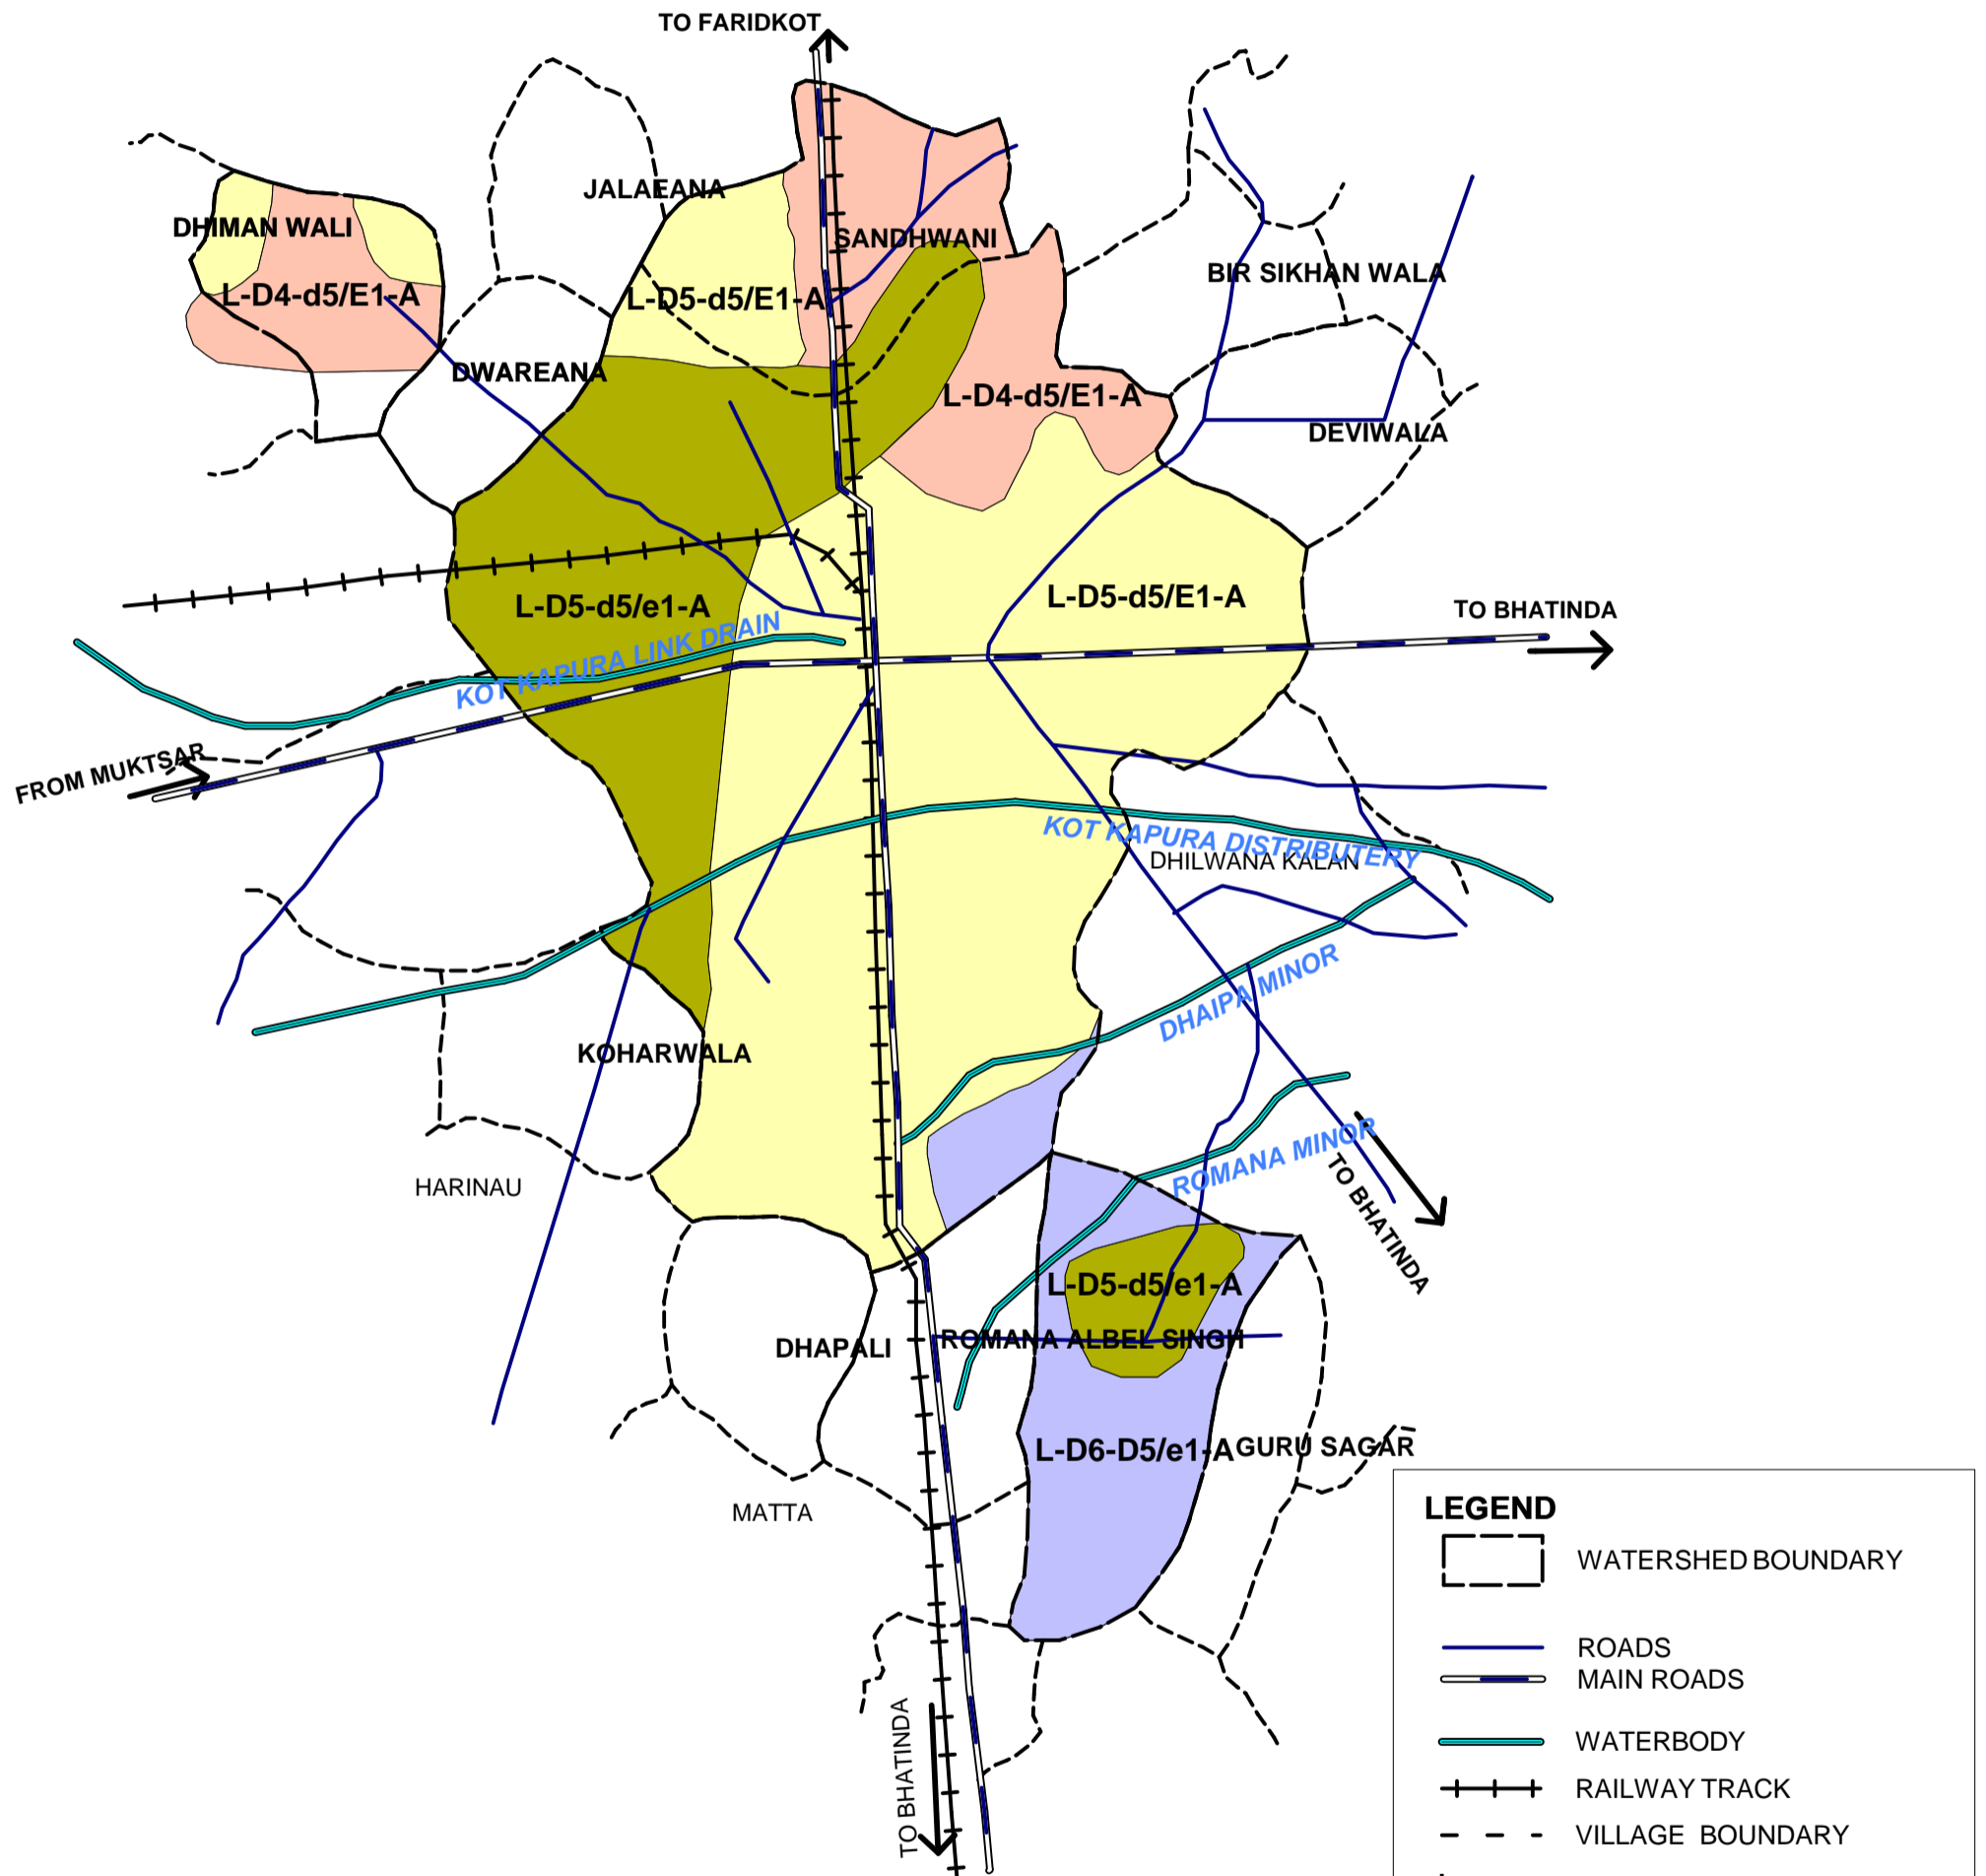 TO FARIDKOT
JALALANA
DHIMAN WALI
SANDHWANI
BIR SIKHAN WALA
L-D4-d5/E1-A
L-D5-d5/E1-A
DWAREANA
L-D4-d5/E1-A
DEVIWALA
L-D5-d5/e1-A
L-D5-d5/E1-A
TO BHATINDA
KOT KAPURA LINK DRAIN
FROM MUKTSAR
KOT KAPURA DISTRIBUTERY
DHILWANA KALAN
DHAIPA MINOR
KOHARWALA
ROMANA MINOR
HARINAU
TO BHATINDA
L-D5-d5/e1-A
DHAPALI
ROMANA ALBEL SINGH
L-D6-D5/e1-A
GURU SAGAR
MATTA
TO BHATINDA
LEGEND
WATERSHED BOUNDARY
ROADS
MAIN ROADS
WATERBODY
RAILWAY TRACK
VILLAGE BOUNDARY